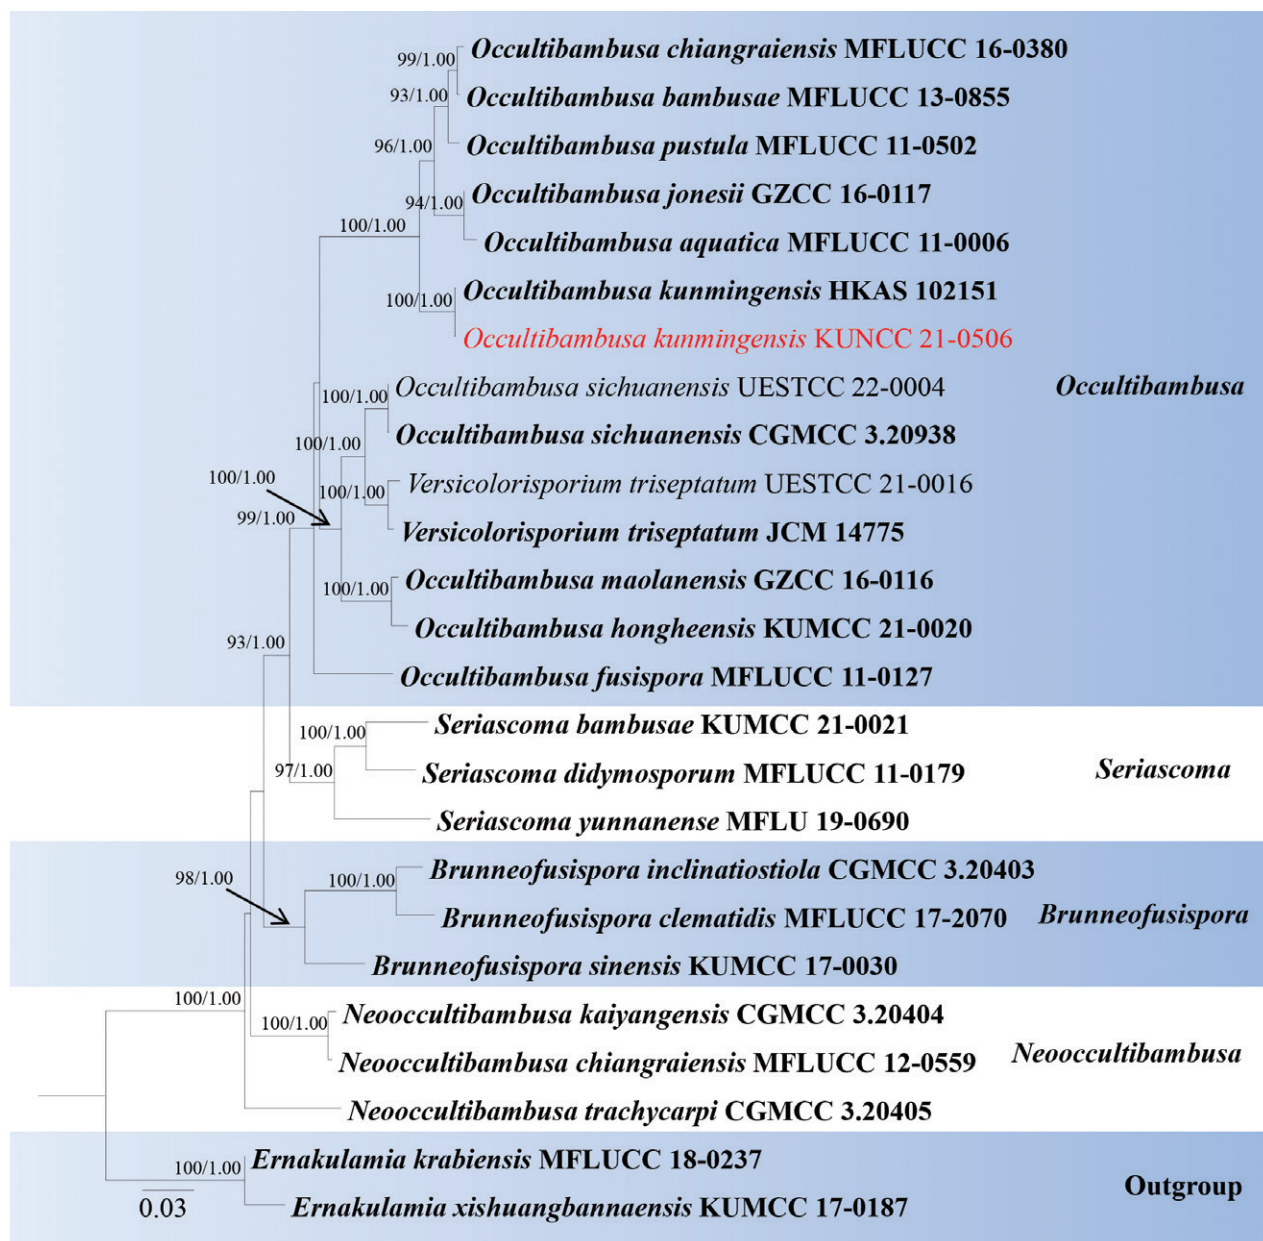 99/1.00
Occultibambusa chiangraiensis MFLUCC 16-0380
93/1.00
Occultibambusa bambusae MFLUCC 13-0855
96/1.00
Occultibambusa pustula MFLUCC 11-0502
94/1.00
Occultibambusa jonesii GZCC 16-0117
100/1.00
Occultibambusa aquatica MFLUCC 11-0006
100/1.00
Occultibambusa kunmingensis HKAS 102151
Occultibambusa kunmingensis KUNCC 21-0506
100/1.00
Occultibambusa sichuanensis UESTCC 22-0004
Occultibambusa
100/1.00
Occultibambusa sichuanensis CGMCC 3.20938
100/1.00
100/1.00
Versicolorisporium triseptatum UESTCC 21-0016
99/1.00
Versicolorisporium triseptatum JCM 14775
100/1.00
Occultibambusa maolanensis GZCC 16-0116
Occultibambusa hongheensis KUMCC 21-0020
93/1.00
Occultibambusa fusispora MFLUCC 11-0127
100/1.00
Seriascoma bambusae KUMCC 21-0021
97/1.00
Seriascoma didymosporum MFLUCC 11-0179
Seriascoma
Seriascoma yunnanense MFLU 19-0690
98/1.00
100/1.00
Brunneofusispora inclinatiostiola CGMCC 3.20403
Brunneofusispora clematidis MFLUCC 17-2070
Brunneofusispora
Brunneofusispora sinensis KUMCC 17-0030
100/1.00
100/1.00
Neooccultibambusa kaiyangensis CGMCC 3.20404
Neooccultibambusa chiangraiensis MFLUCC 12-0559
Neooccultibambusa
Neooccultibambusa trachycarpi CGMCC 3.20405
100/1.00
Ernakulamia krabiensis MFLUCC 18-0237
Outgroup
0.03
Ernakulamia xishuangbannaensis KUMCC 17-0187